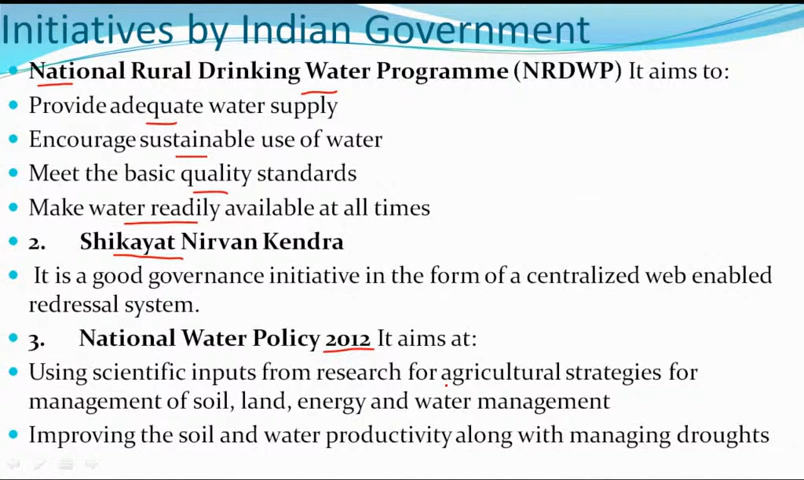 Initiatives by Indian Government
• National Rural Drinking Water Programme (NRDWP) It aims to:
• Provide adequate water supply
• Encourage sustainable use of water
• Meet the basic quality standards
• Make water readily available at all times
• 2. Shikayat Nirvan Kendra
• It is a good governance initiative in the form of a centralized web enabled
redressal system.
• 3. National Water Policy 2012 It aims at:
• Using scientific inputs from research for agricultural strategies for
management of soil, land, energy and water management
• Improving the soil and water productivity along with managing droughts